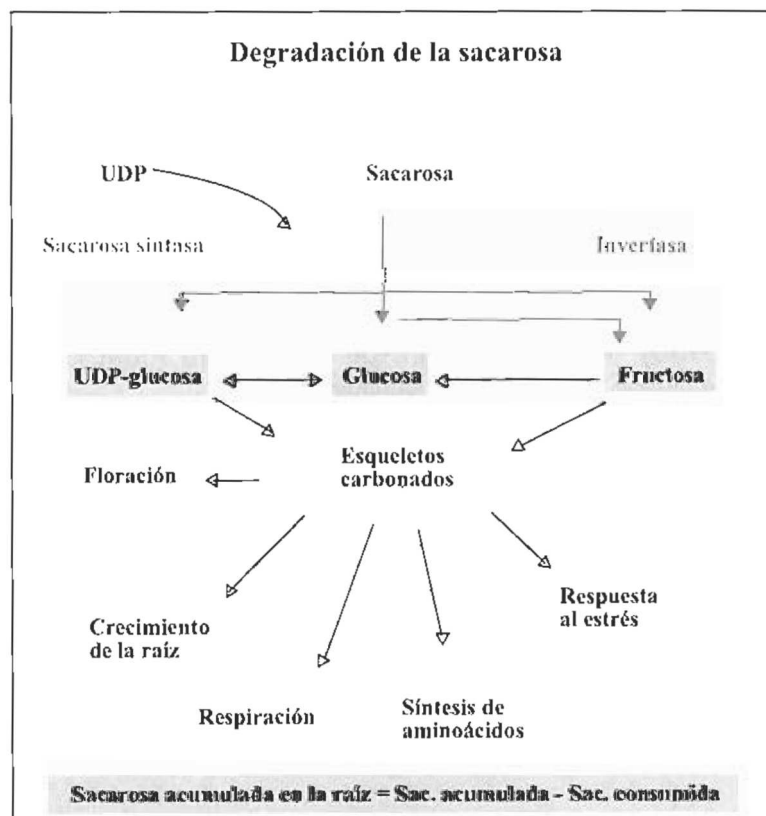 Degradación de la sacarosa
UDP
Sacarosa
Sacarosa sintasa
Invertasa
UDP-glucosa
Glucosa
Fructosa
Esqueletos
carbonados
Floración
Respuesta
al estrés
Crecimiento
de la raíz
Respiración
Síntesis de
aminoácidos
Sacarosa acumulada en la raíz = Sac. acumulada - Sac. consumida